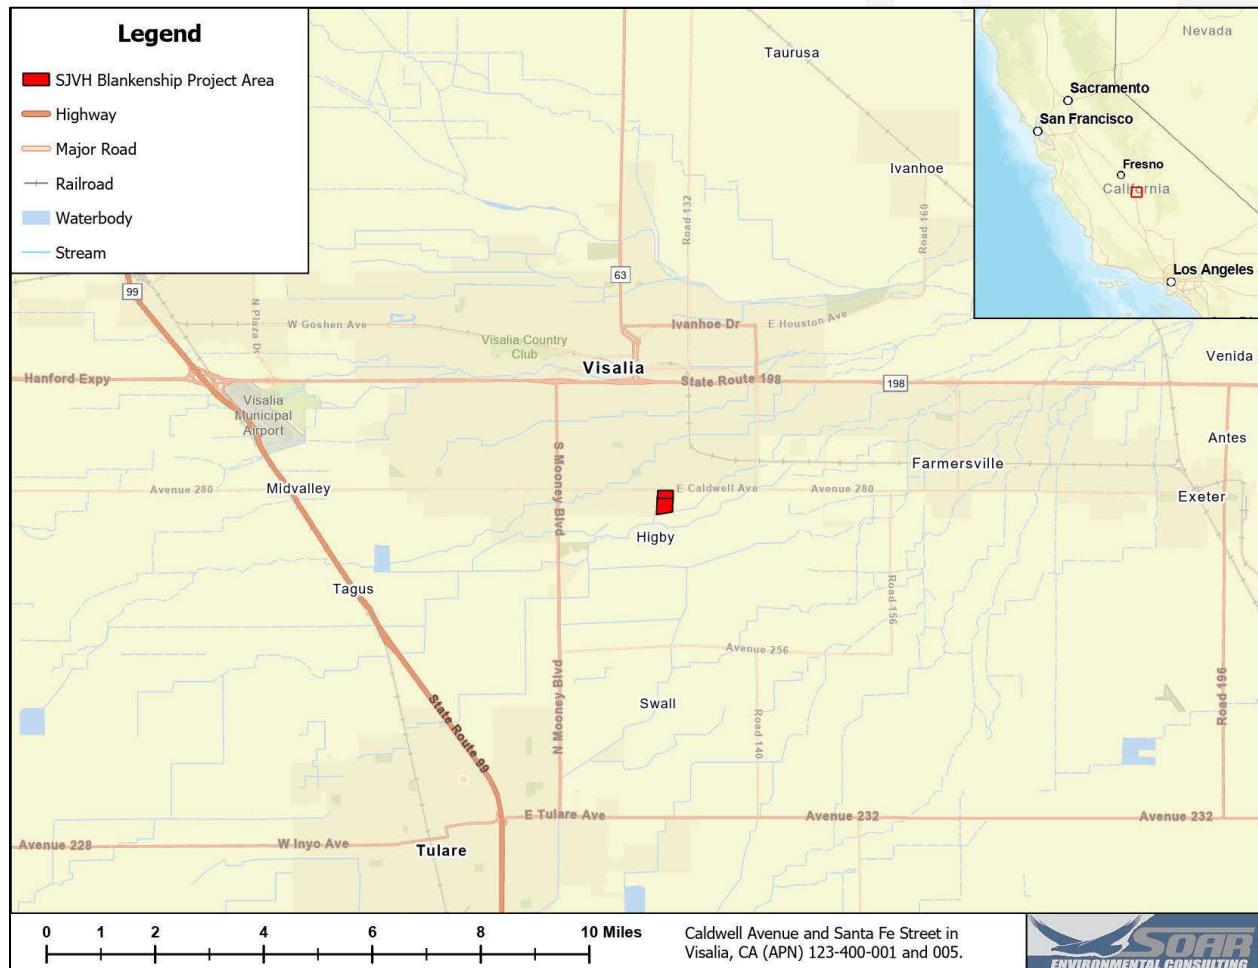 Legend
SJVH Blankenship Project Area
Highway
Major Road
Railroad
Waterbody
Stream
Taurusa
Ivanhoe
Road 132
Road 160
63
99
N Plaza Dr
W Goshen Ave
Visalia Country
Club
Ivanhoe Dr
E Houston Ave
Visalia
Hanford Expy
State Route 198
198
Venida
Visalia
Municipal
Airport
Antes
S Mooney Blvd
Farmersville
Midvalley
Avenue 280
E Caldwell Ave
Avenue 280
Exeter
Higby
Tagus
Road 156
Avenue 256
N Mooney Blvd
Swall
Road 140
Road 196
State Route 99
E Tulare Ave
Avenue 232
Avenue 232
Avenue 228
W Inyo Ave
Tulare
Nevada
Sacramento
San Francisco
Fresno
California
Los Angeles
0 1 2 4 6 8 10 Miles
Caldwell Avenue and Santa Fe Street in
Visalia, CA (APN) 123-400-001 and 005.
SOAR
ENVIRONMENTAL CONSULTING